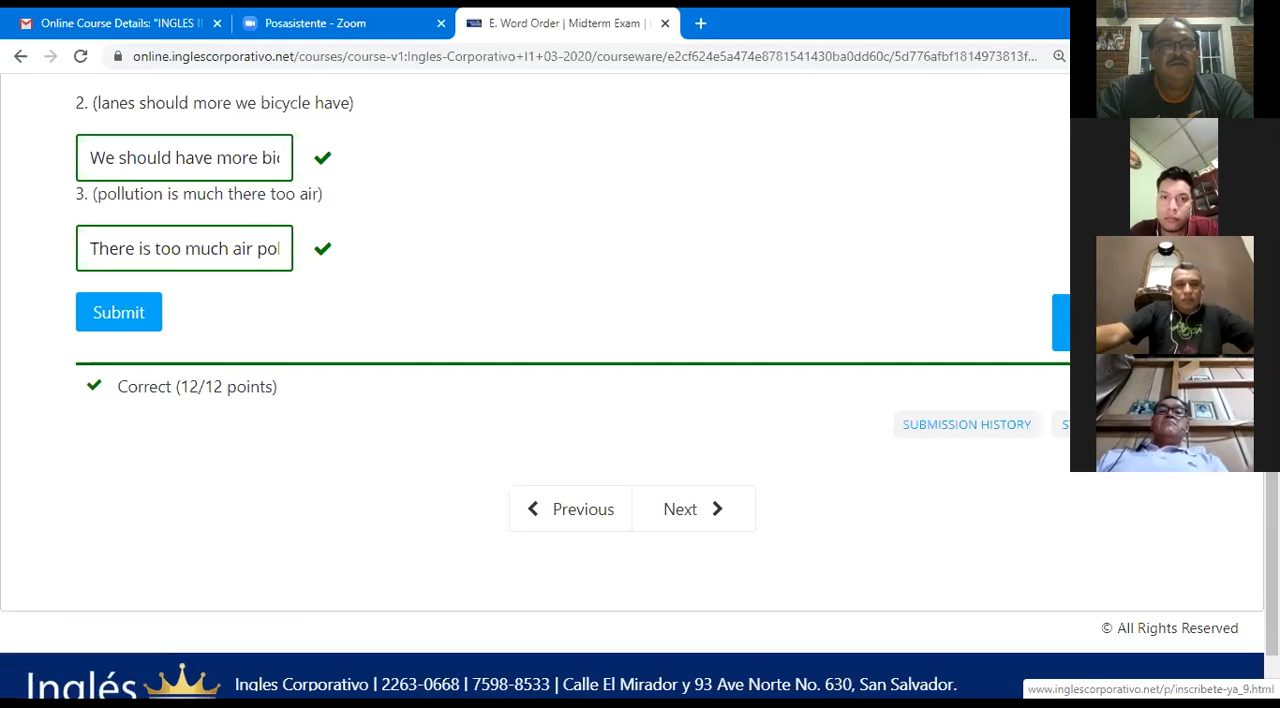 Online Course Details: "INGLES I
Posasistente - Zoom
E. Word Order | Midterm Exam |
online.inglescorporativo.net/courses/course-v1:Ingles-Corporativo+I1+03-2020/courseware/e2cf624e5a474e8781541430ba0dd60c/5d776afbf1814973813f...
2. (lanes should more we bicycle have)
We should have more bic
3. (pollution is much there too air)
There is too much air pol
Submit
Correct (12/12 points)
SUBMISSION HISTORY
Previous
Next
© All Rights Reserved
Inglés
Ingles Corporativo | 2263-0668 | 7598-8533 | Calle El Mirador y 93 Ave Norte No. 630, San Salvador.
www.inglescorporativo.net/p/inscribete-ya_9.html